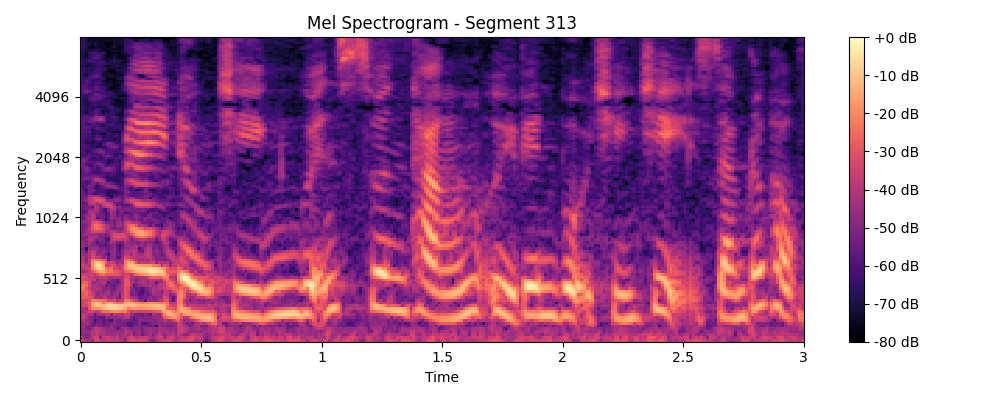 Mel Spectrogram - Segment 313
+0 dB
4096
-10 dB
-20 dB
2048
-30 dB
Frequency
-40 dB
1024
-50 dB
512
-60 dB
-70 dB
0
-80 dB
0
0.5
1
1.5
2
2.5
3
Time